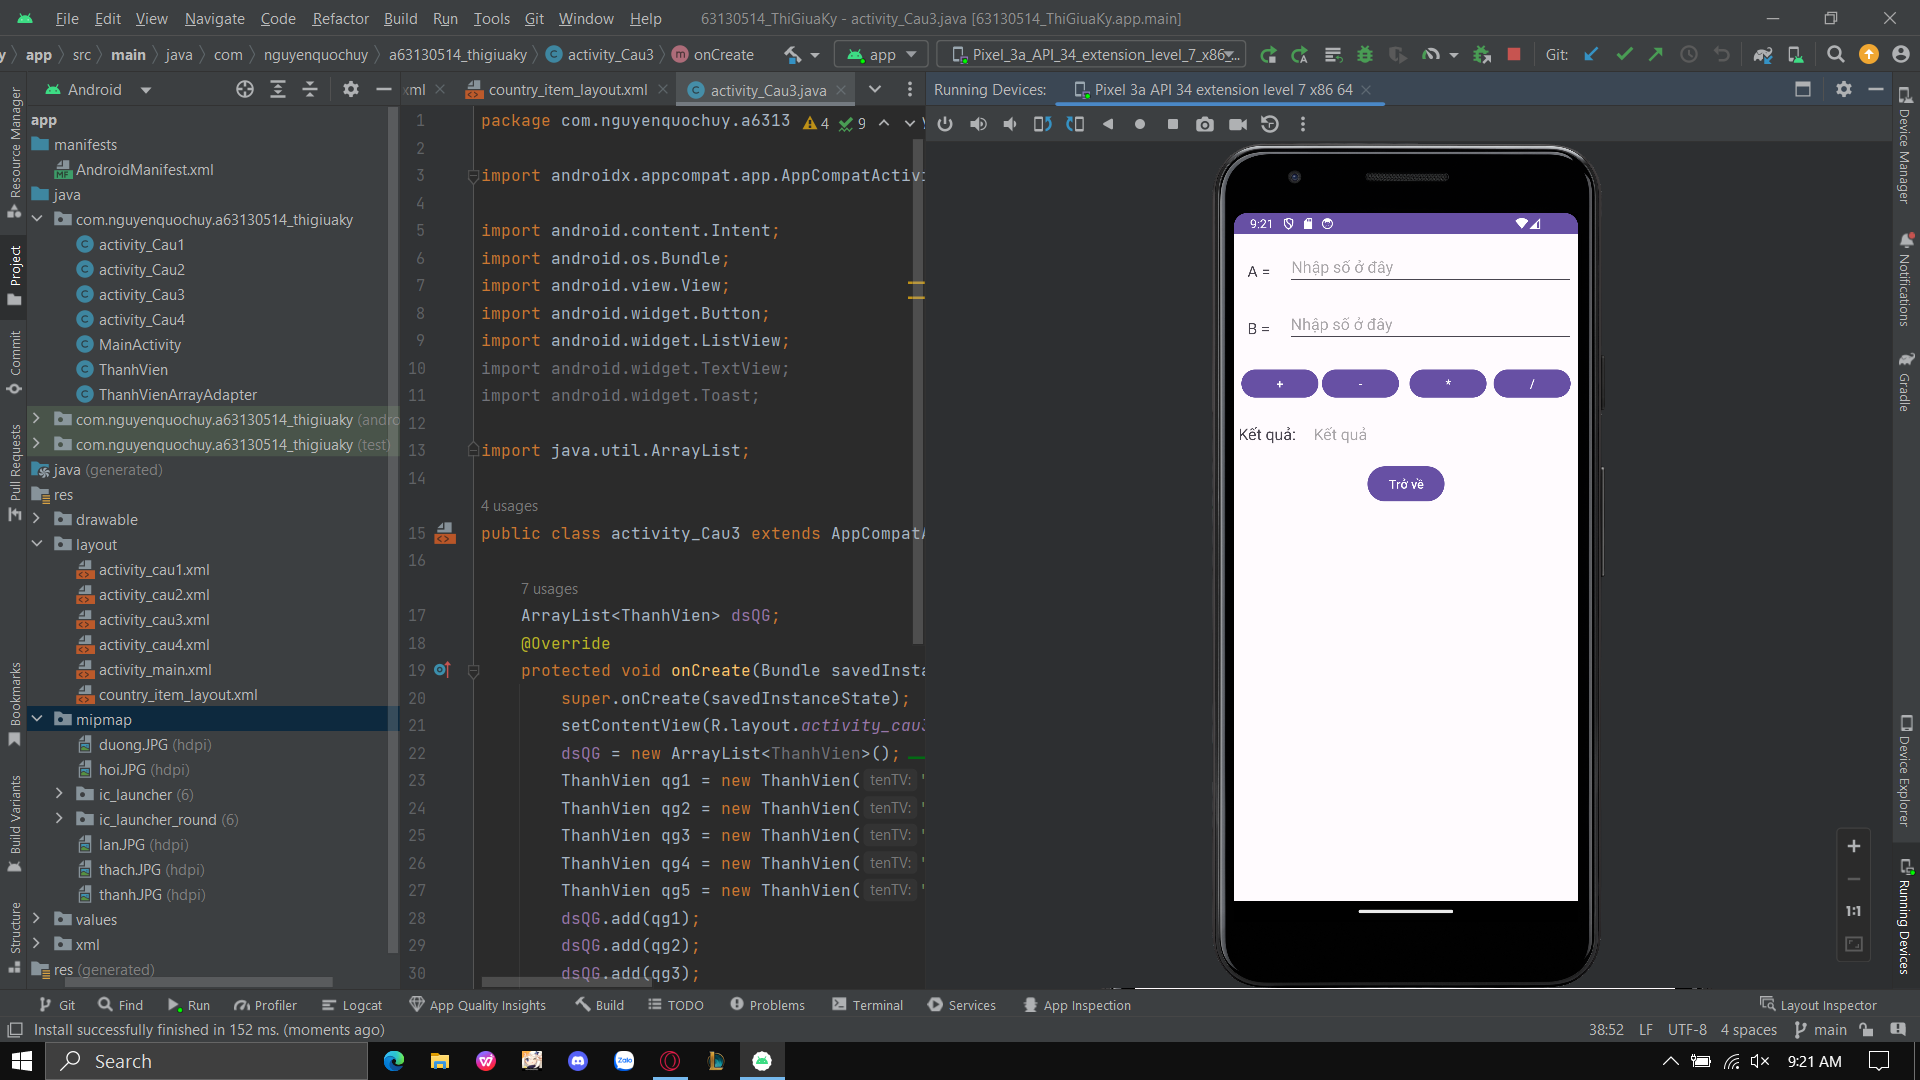 File Edit View Navigate Code Refactor Build Run Tools Git Window Help 63130514_ThiGiuaKy - activity_Cau3.java [63130514_ThiGiuaKy.app.main]
app src main java com nguyenquochuy a63130514_thigiuaky activity_Cau3 onCreate app Pixel_3a_API_34_extension_level_7_x86... Git:
Android
xml country_item_layout.xml activity_Cau3.java
Running Devices: Pixel 3a API 34 extension level 7 x86 64
Resource Manager
Project
Commit
Pull Requests
Bookmarks
Build Variants
Structure
app
manifests
AndroidManifest.xml
java
com.nguyenquochuy.a63130514_thigiuaky
activity_Cau1
activity_Cau2
activity_Cau3
activity_Cau4
MainActivity
ThanhVien
ThanhVienArrayAdapter
com.nguyenquochuy.a63130514_thigiuaky (andro
com.nguyenquochuy.a63130514_thigiuaky (test)
java (generated)
res
drawable
layout
activity_cau1.xml
activity_cau2.xml
activity_cau3.xml
activity_cau4.xml
activity_main.xml
country_item_layout.xml
mipmap
duong.JPG (hdpi)
hoi.JPG (hdpi)
ic_launcher (6)
ic_launcher_round (6)
lan.JPG (hdpi)
thach.JPG (hdpi)
thanh.JPG (hdpi)
values
xml
res (generated)
4 9
1 package com.nguyenquochuy.a6313
2
3 import androidx.appcompat.app.AppCompatActivi
4
5 import android.content.Intent;
6 import android.os.Bundle;
7 import android.view.View;
8 import android.widget.Button;
9 import android.widget.ListView;
10 import android.widget.TextView;
11 import android.widget.Toast;
12
13 import java.util.ArrayList;
14
4 usages
15 public class activity_Cau3 extends AppCompatA
16
7 usages
17 ArrayList<ThanhVien> dsQG;
18 @Override
19 protected void onCreate(Bundle savedInsta
20 super.onCreate(savedInstanceState);
21 setContentView(R.layout.activity_cau3
22 dsQG = new ArrayList<ThanhVien>();
23 ThanhVien qg1 = new ThanhVien( tenTV: "
24 ThanhVien qg2 = new ThanhVien( tenTV: "
25 ThanhVien qg3 = new ThanhVien( tenTV: "
26 ThanhVien qg4 = new ThanhVien( tenTV: "
27 ThanhVien qg5 = new ThanhVien( tenTV: "
28 dsQG.add(qg1);
29 dsQG.add(qg2);
30 dsQG.add(qg3);
9:21
A = Nhập số ở đây
B = Nhập số ở đây
+ - * /
Kết quả: Kết quả
Trở về
1:1
Device Manager
Notifications
Gradle
Device Explorer
Running Devices
Git Find Run Profiler Logcat App Quality Insights Build TODO Problems Terminal Services App Inspection Layout Inspector
Install successfully finished in 152 ms. (moments ago) 38:52 LF UTF-8 4 spaces main
Search Zalo 9:21 AM